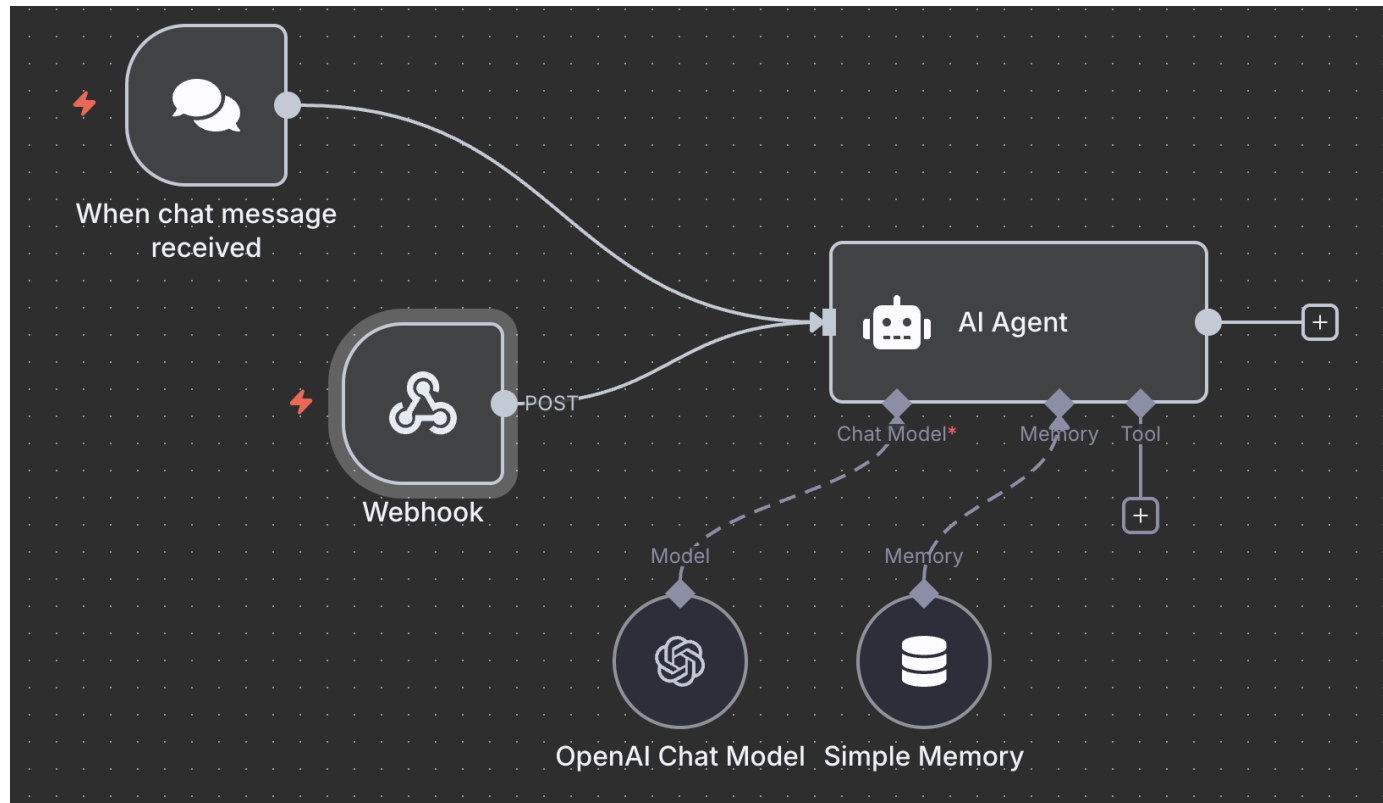 When chat message
received
AI Agent
POST
Chat Model*
Memory
Tool
Webhook
Model
Memory
OpenAI Chat Model
Simple Memory